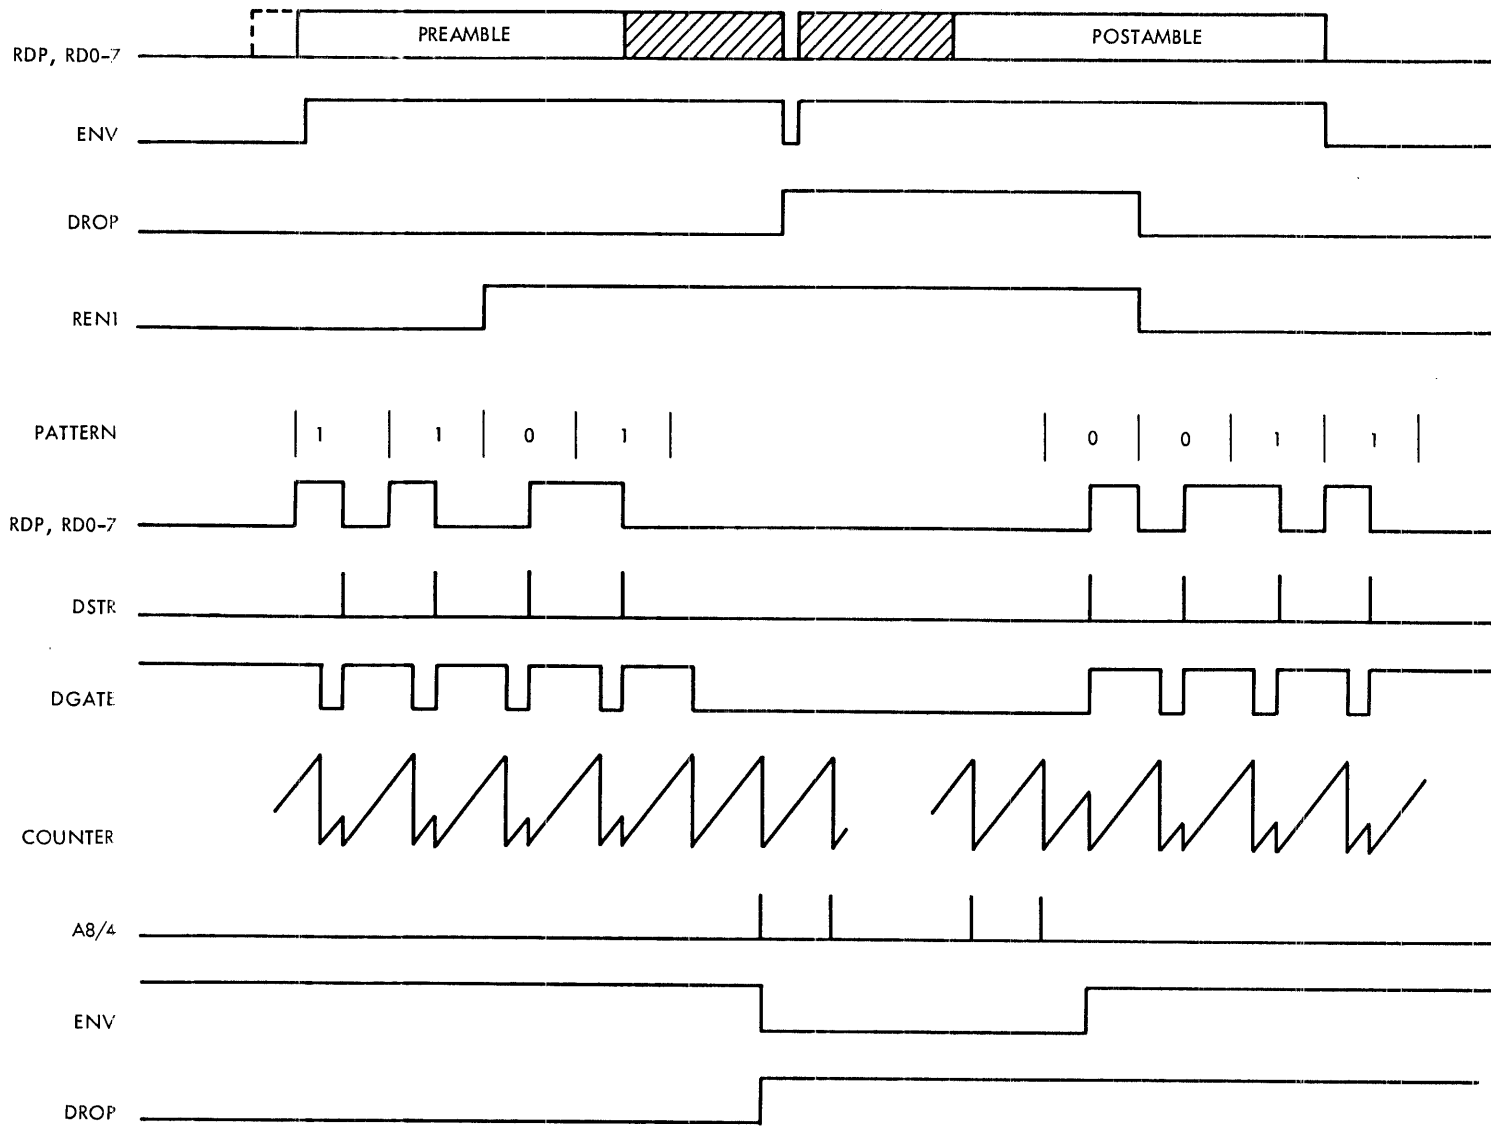 PREAMBLE POSTAMBLE
RDP, RD0-7
ENV
DROP
REN1
PATTERN 1 1 0 1 0 0 1 1
RDP, RD0-7
DSTR
DGATE
COUNTER
A8/4
ENV
DROP